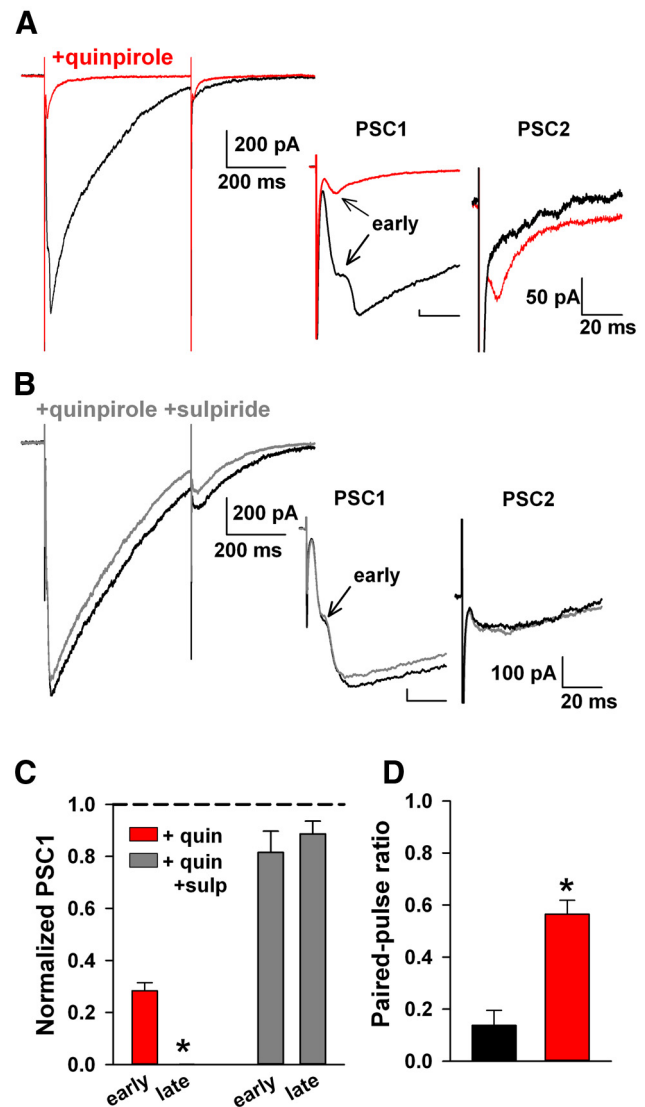 A
+quinpirole
200 pA
200 ms
PSC1
PSC2
early
50 pA
20 ms
B
+quinpirole +sulpiride
200 pA
200 ms
PSC1
PSC2
early
100 pA
20 ms
C
Normalized PSC1
1.0
0.8
0.6
0.4
0.2
0.0
+ quin
+ quin
+sulp
*
early
late
early
late
D
Paired-pulse ratio
1.0
0.8
0.6
0.4
0.2
0.0
*